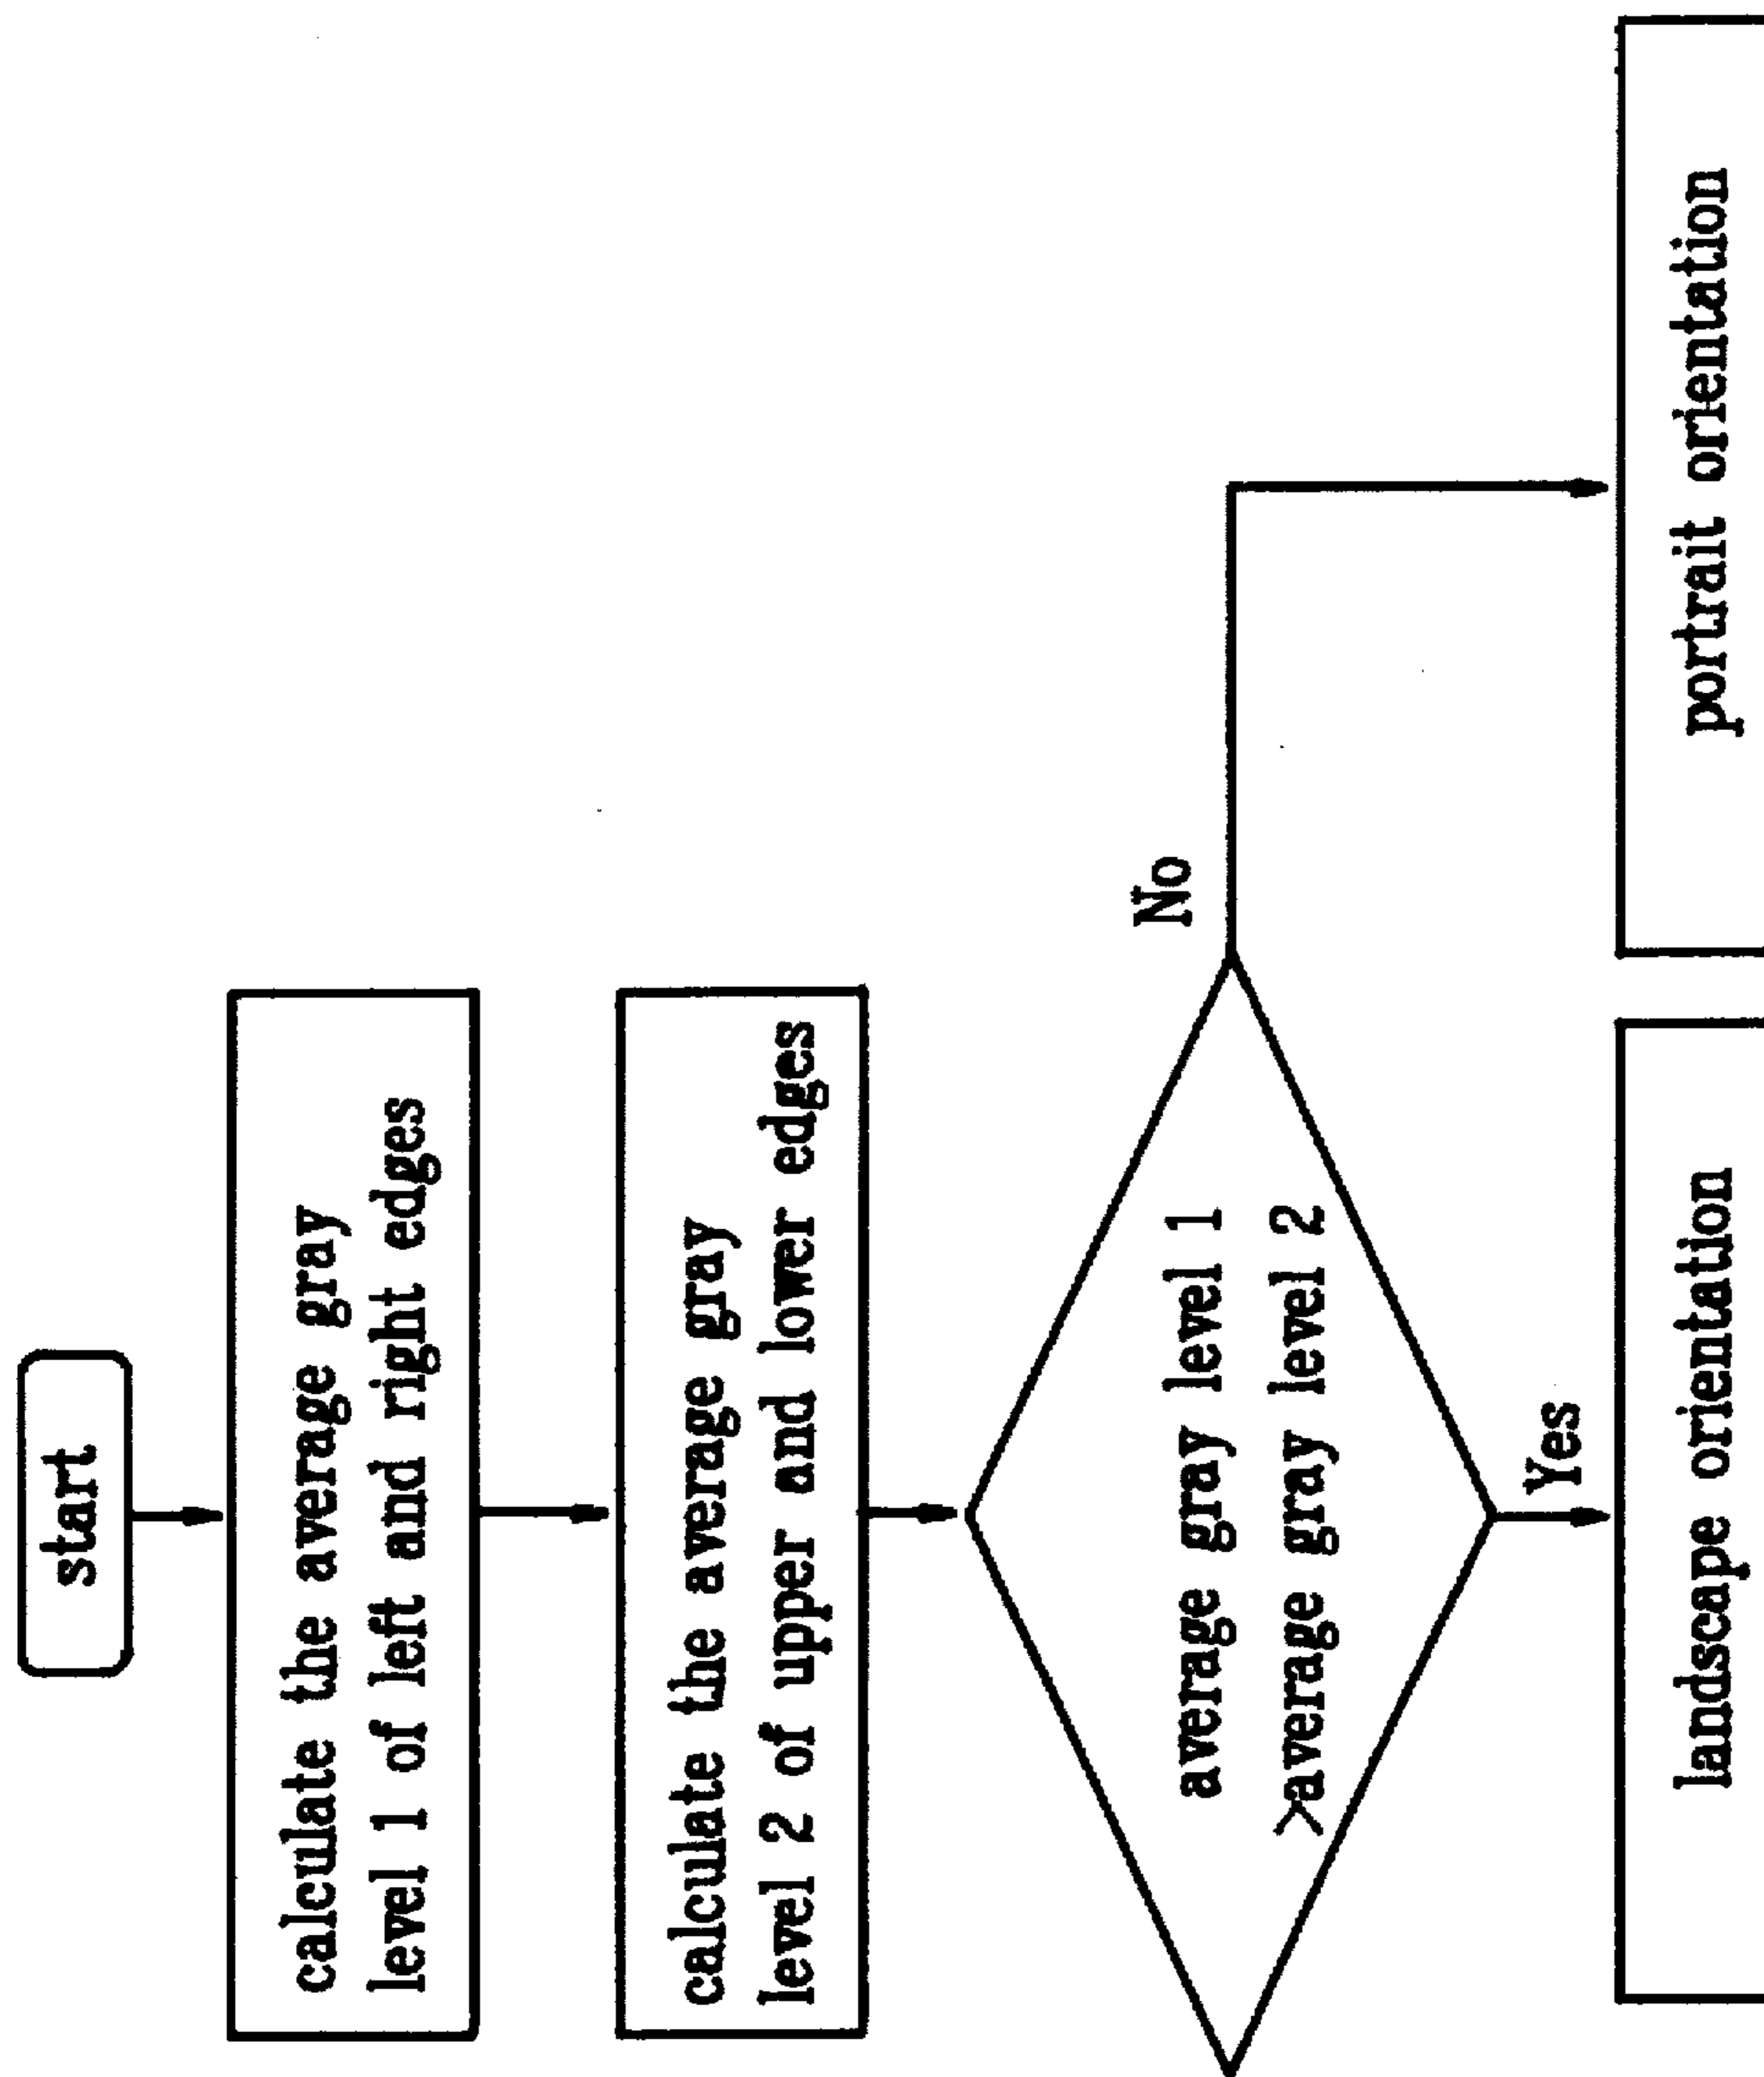 start
calculate the average gray
level 1 of left and right edges
calculate the average gray
level 2 of upper and lower edges
average gray level 1
>average gray level 2
No
Yes
landscape orientation
portrait orientation